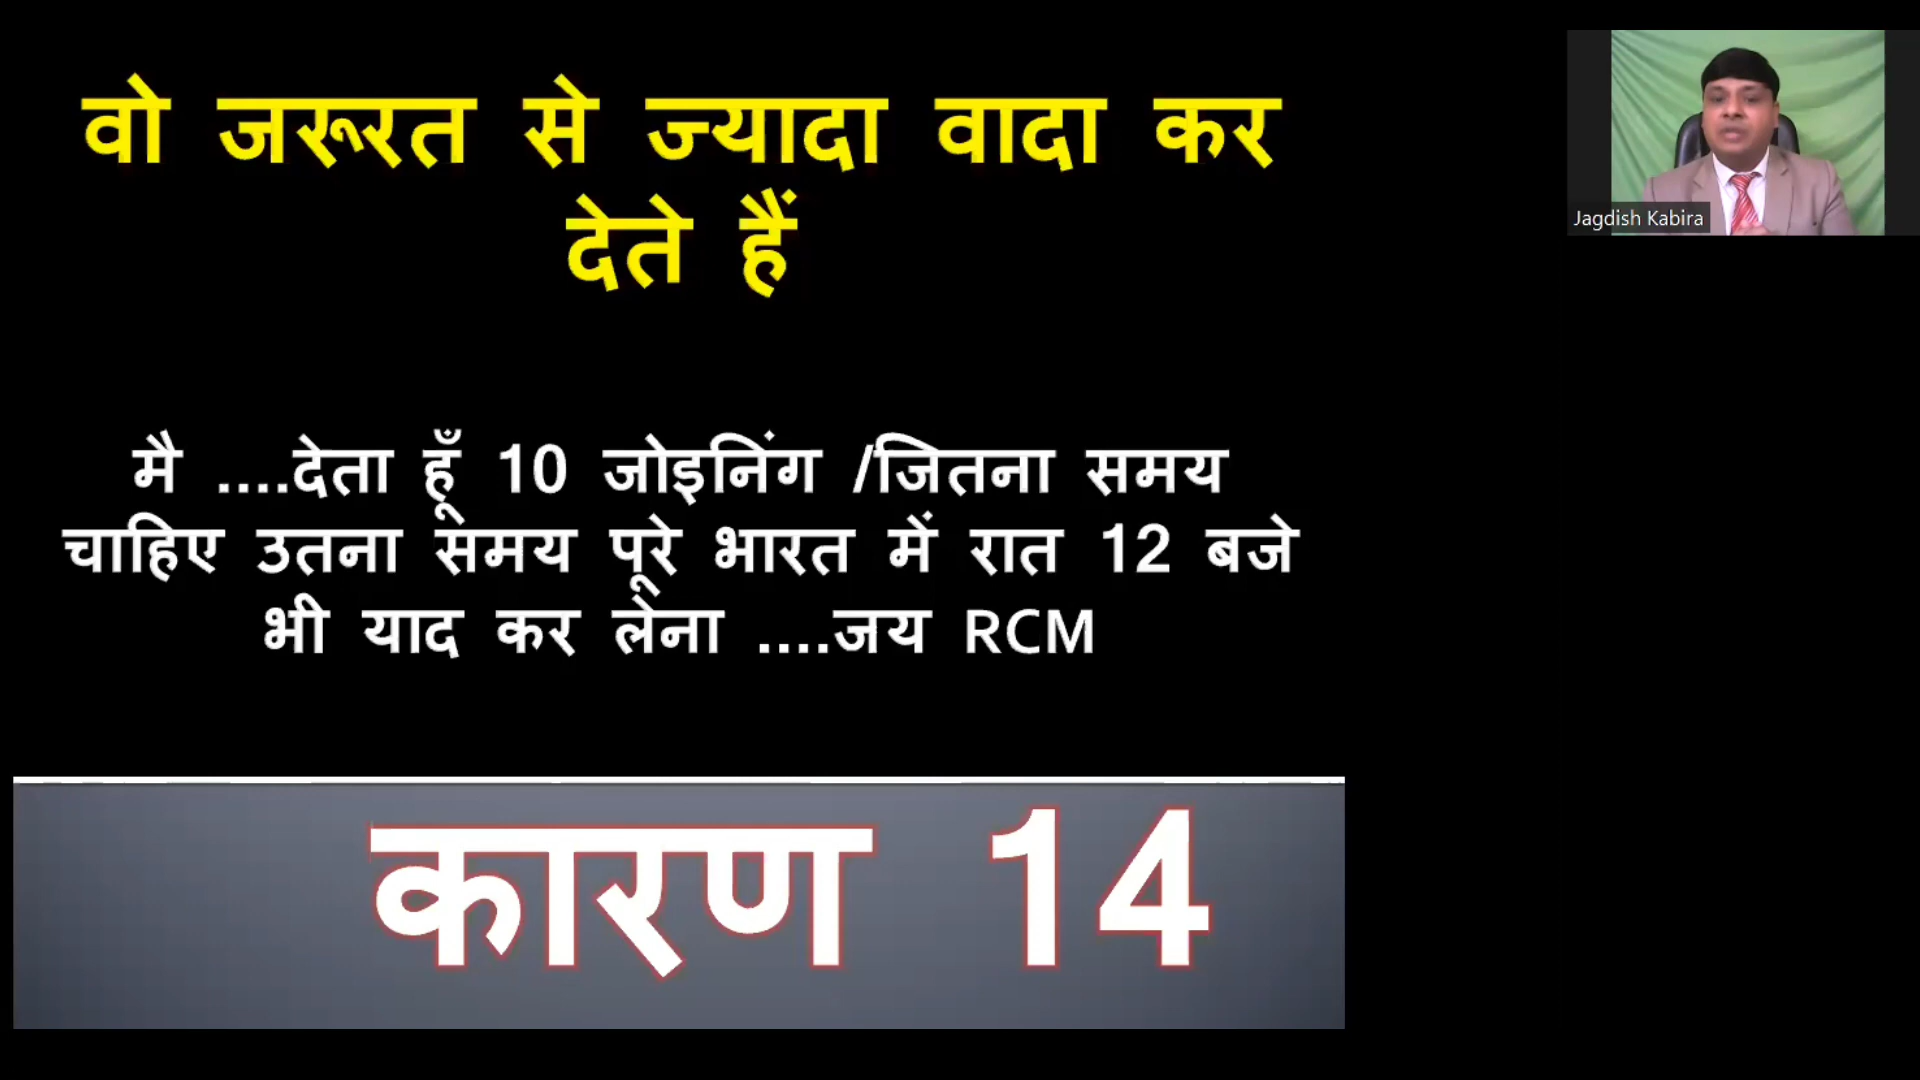 वो जरूरत से ज्यादा वादा कर
देते हैं
Jagdish Kabira
मै ....देता हूँ 10 जोइनिंग /जितना समय
चाहिए उतना समय पूरे भारत में रात 12 बजे
भी याद कर लेना ....जय RCM
कारण 14